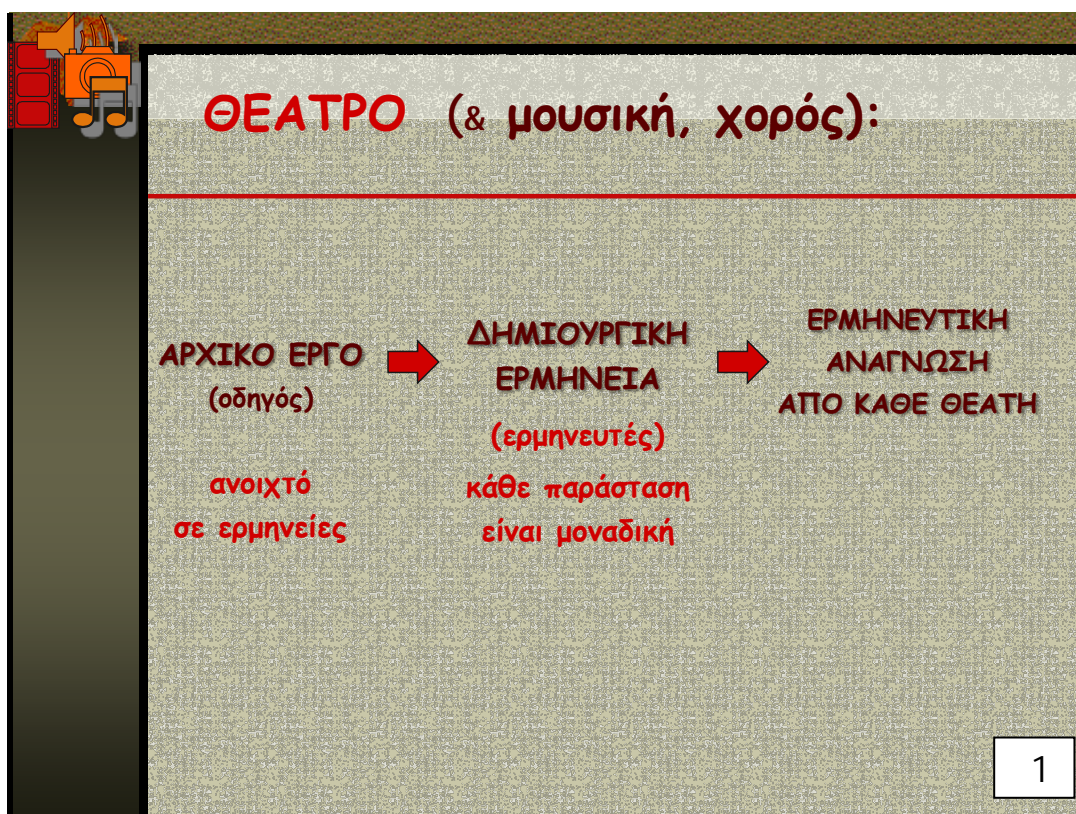 ΘΕΑΤΡΟ (& μουσική, χορός):
ΑΡΧΙΚΟ ΕΡΓΟ
(οδηγός)
ανοιχτό
σε ερμηνείες
ΔΗΜΙΟΥΡΓΙΚΗ
ΕΡΜΗΝΕΙΑ
(ερμηνευτές)
κάθε παράσταση
είναι μοναδική
ΕΡΜΗΝΕΥΤΙΚΗ
ΑΝΑΓΝΩΣΗ
ΑΠΟ ΚΑΘΕ ΘΕΑΤΗ
1